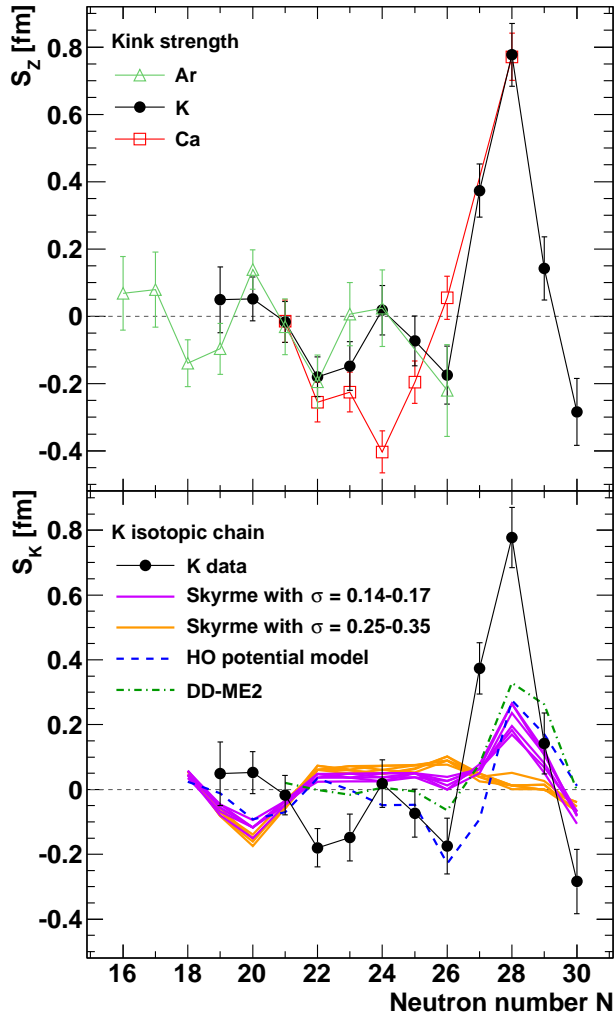 S_Z [fm]
0.8
0.6
0.4
0.2
0
-0.2
-0.4
Kink strength
Ar
K
Ca
S_K [fm]
0.8
0.6
0.4
0.2
0
-0.2
-0.4
K isotopic chain
K data
Skyrme with σ = 0.14-0.17
Skyrme with σ = 0.25-0.35
HO potential model
DD-ME2
16 18 20 22 24 26 28 30
Neutron number N